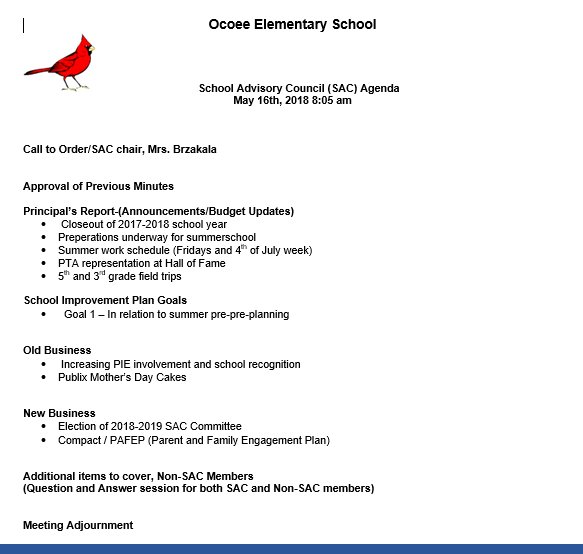 Ocoee Elementary School
School Advisory Council (SAC) Agenda
May 16th, 2018 8:05 am
Call to Order/SAC chair, Mrs. Brzakala
Approval of Previous Minutes
Principal's Report-(Announcements/Budget Updates)
• Closeout of 2017-2018 school year
• Preperations underway for summerschool
• Summer work schedule (Fridays and 4th of July week)
• PTA representation at Hall of Fame
• 5th and 3rd grade field trips
School Improvement Plan Goals
• Goal 1 – In relation to summer pre-pre-planning
Old Business
• Increasing PIE involvement and school recognition
• Publix Mother's Day Cakes
New Business
• Election of 2018-2019 SAC Committee
• Compact / PAFEP (Parent and Family Engagement Plan)
Additional items to cover, Non-SAC Members
(Question and Answer session for both SAC and Non-SAC members)
Meeting Adjournment